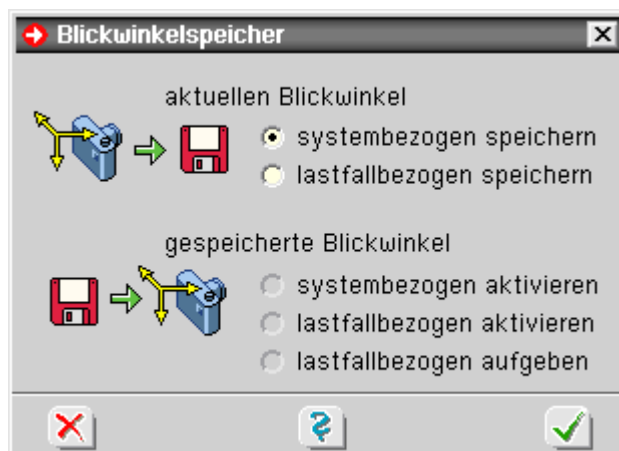 Blickwinkelspeicher
aktuellen Blickwinkel
systembezogen speichern
lastfallbezogen speichern
gespeicherte Blickwinkel
systembezogen aktivieren
lastfallbezogen aktivieren
lastfallbezogen aufgeben